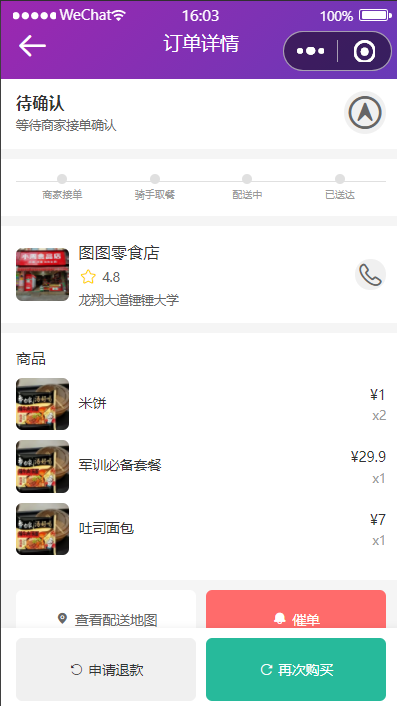 WeChat 16:03 100%
订单详情
待确认
等待商家接单确认
商家接单 骑手取餐 配送中 已送达
图图零食店
4.8
龙翔大道锤锤大学
商品
米饼 ¥1
x2
军训必备套餐 ¥29.9
x1
吐司面包 ¥7
x1
查看配送地图 催单
申请退款 再次购买